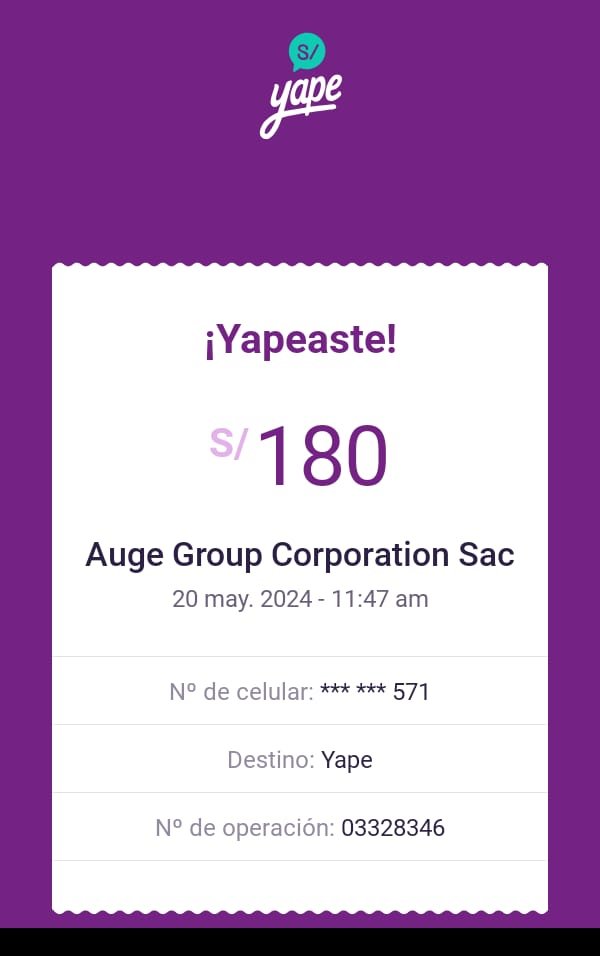 S/
yape
¡Yapeaste!
S/ 180
Auge Group Corporation Sac
20 may. 2024 - 11:47 am
Nº de celular: *** *** 571
Destino: Yape
Nº de operación: 03328346